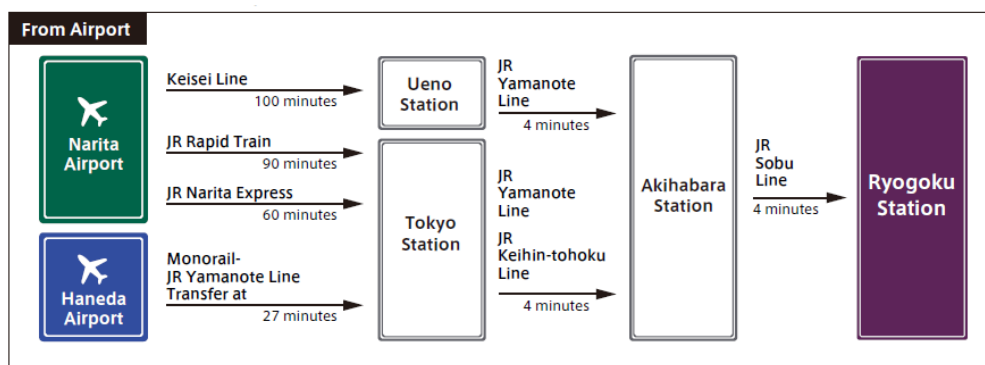 From Airport
Narita
Airport
Keisei Line
100 minutes
JR Rapid Train
90 minutes
JR Narita Express
60 minutes
Haneda
Airport
Monorail-
JR Yamanote Line
Transfer at
27 minutes
Ueno
Station
Tokyo
Station
JR
Yamanote
Line
4 minutes
JR
Yamanote
Line
JR
Keihin-tohoku
Line
4 minutes
Akihabara
Station
JR
Sobu
Line
4 minutes
Ryogoku
Station